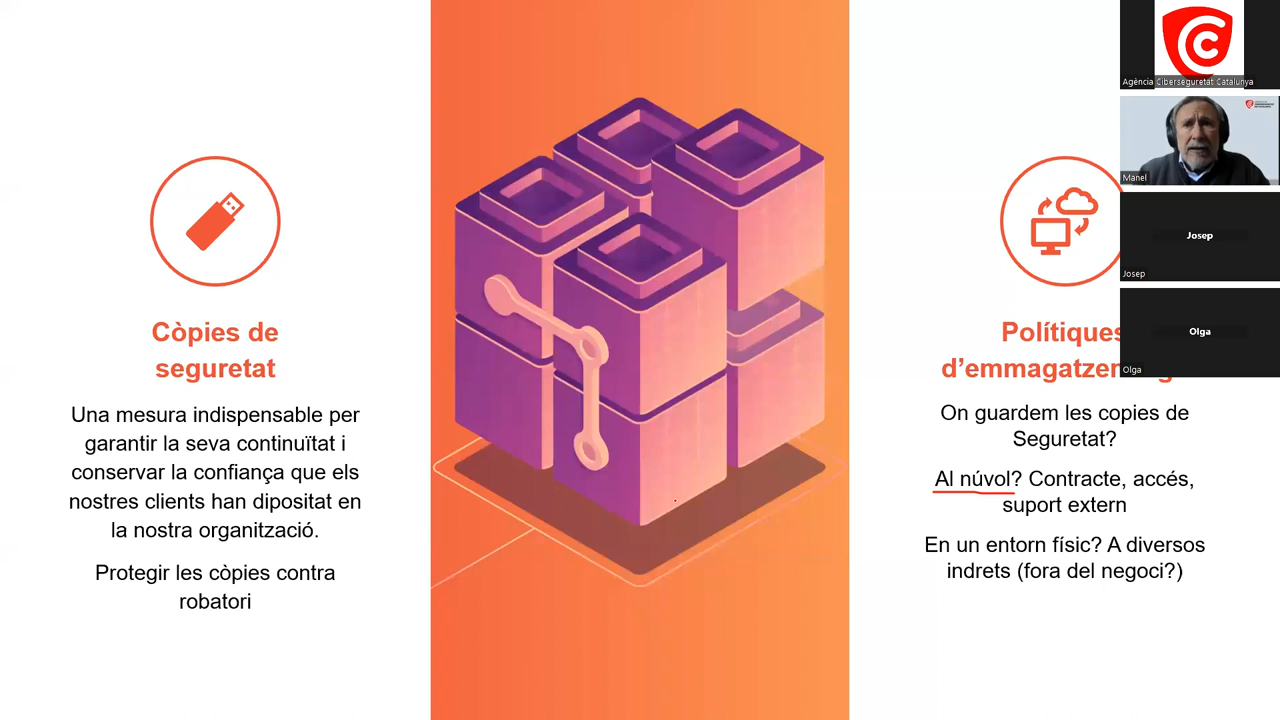 Còpies de
seguretat
Una mesura indispensable per
garantir la seva continuïtat i
conservar la confiança que els
nostres clients han dipositat en
la nostra organització.
Protegir les còpies contra
robatori
Polítiques
d'emmagatzem
On guardem les copies de
Seguretat?
Al núvol? Contracte, accés,
suport extern
En un entorn físic? A diversos
indrets (fora del negoci?)
Agència Ciberseguretat Catalunya
Manel
Josep
Josep
Olga
Olga